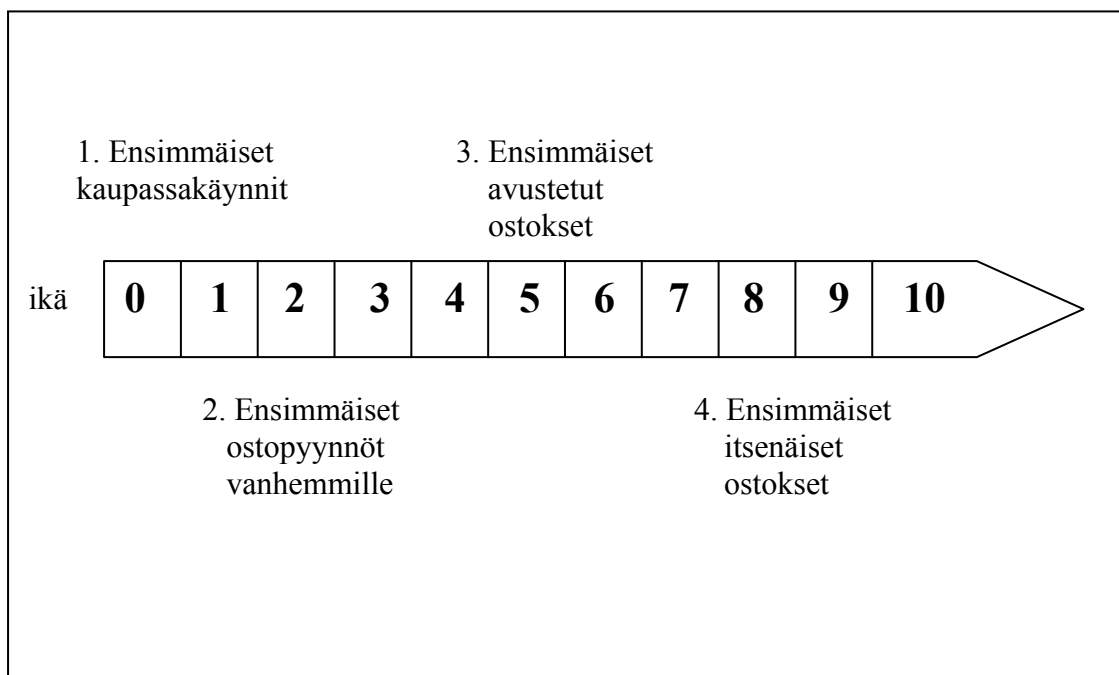 1. Ensimmäiset
kaupassakäynnit
3. Ensimmäiset
avustetut
ostokset
ikä 0 1 2 3 4 5 6 7 8 9 10
2. Ensimmäiset
ostopyynnöt
vanhemmille
4. Ensimmäiset
itsenäiset
ostokset